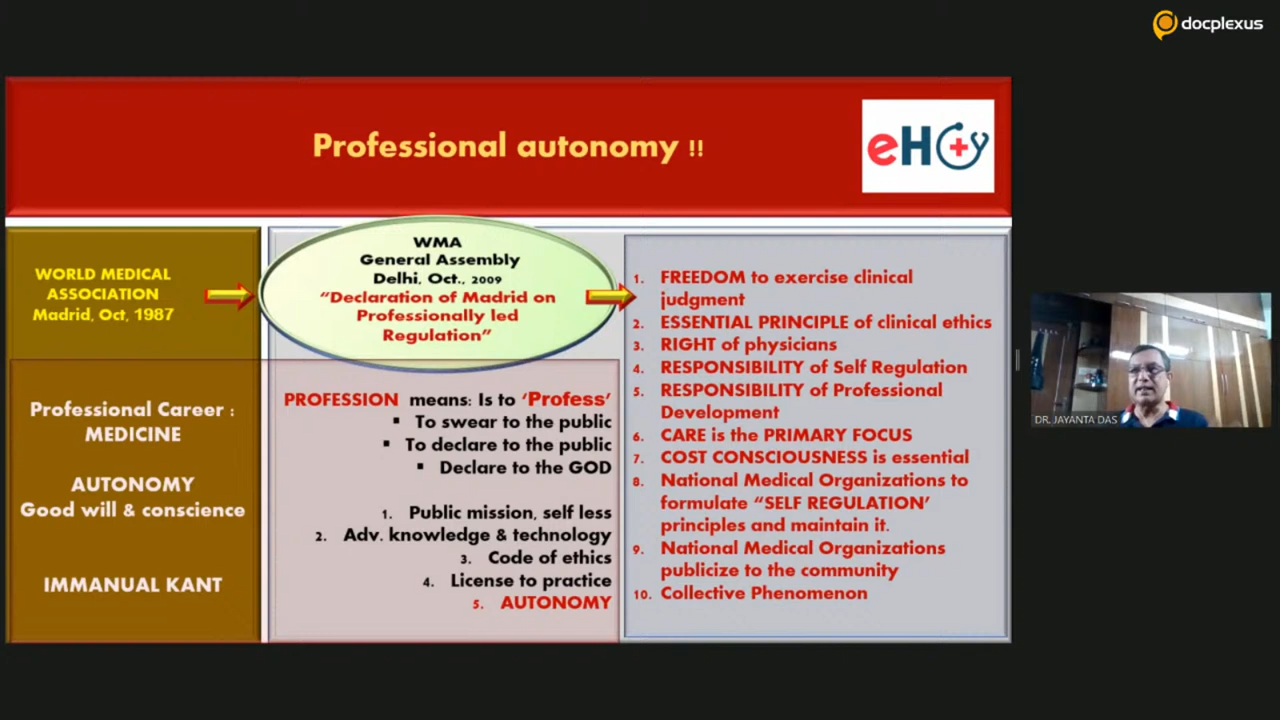 docplexus
Professional autonomy !!
eH
WORLD MEDICAL
ASSOCIATION
Madrid, Oct, 1987
Professional Career :
MEDICINE
AUTONOMY
Good will & conscience
IMMANUAL KANT
WMA
General Assembly
Delhi, Oct., 2009
“Declaration of Madrid on
Professionally led
Regulation”
PROFESSION means: Is to ‘Profess’
▪ To swear to the public
▪ To declare to the public
▪ Declare to the GOD
1. Public mission, self less
2. Adv. knowledge & technology
3. Code of ethics
4. License to practice
5. AUTONOMY
1. FREEDOM to exercise clinical
judgment
2. ESSENTIAL PRINCIPLE of clinical ethics
3. RIGHT of physicians
4. RESPONSIBILITY of Self Regulation
5. RESPONSIBILITY of Professional
Development
6. CARE is the PRIMARY FOCUS
7. COST CONSCIOUSNESS is essential
8. National Medical Organizations to
formulate “SELF REGULATION’
principles and maintain it.
9. National Medical Organizations
publicize to the community
10. Collective Phenomenon
DR. JAYANTA DAS